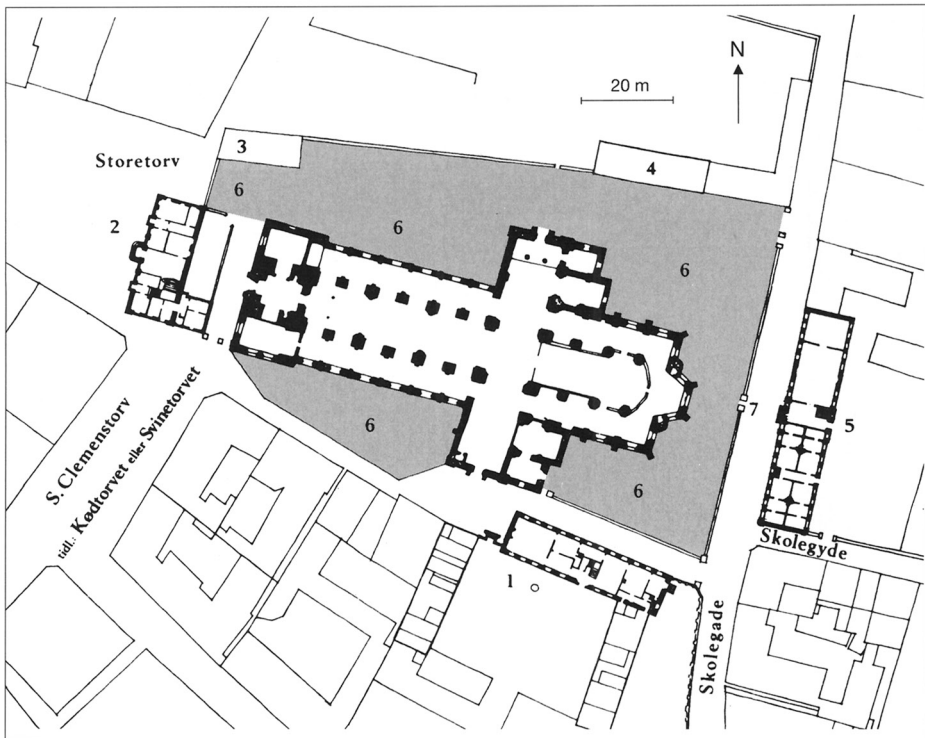 N
20 m
Storetorv
3
4
6
6
2
6
7
5
6
6
S. Clemenstorv
tidl.: Kødtorvet eller Svinetorvet
Skolegyde
1
Skolegade